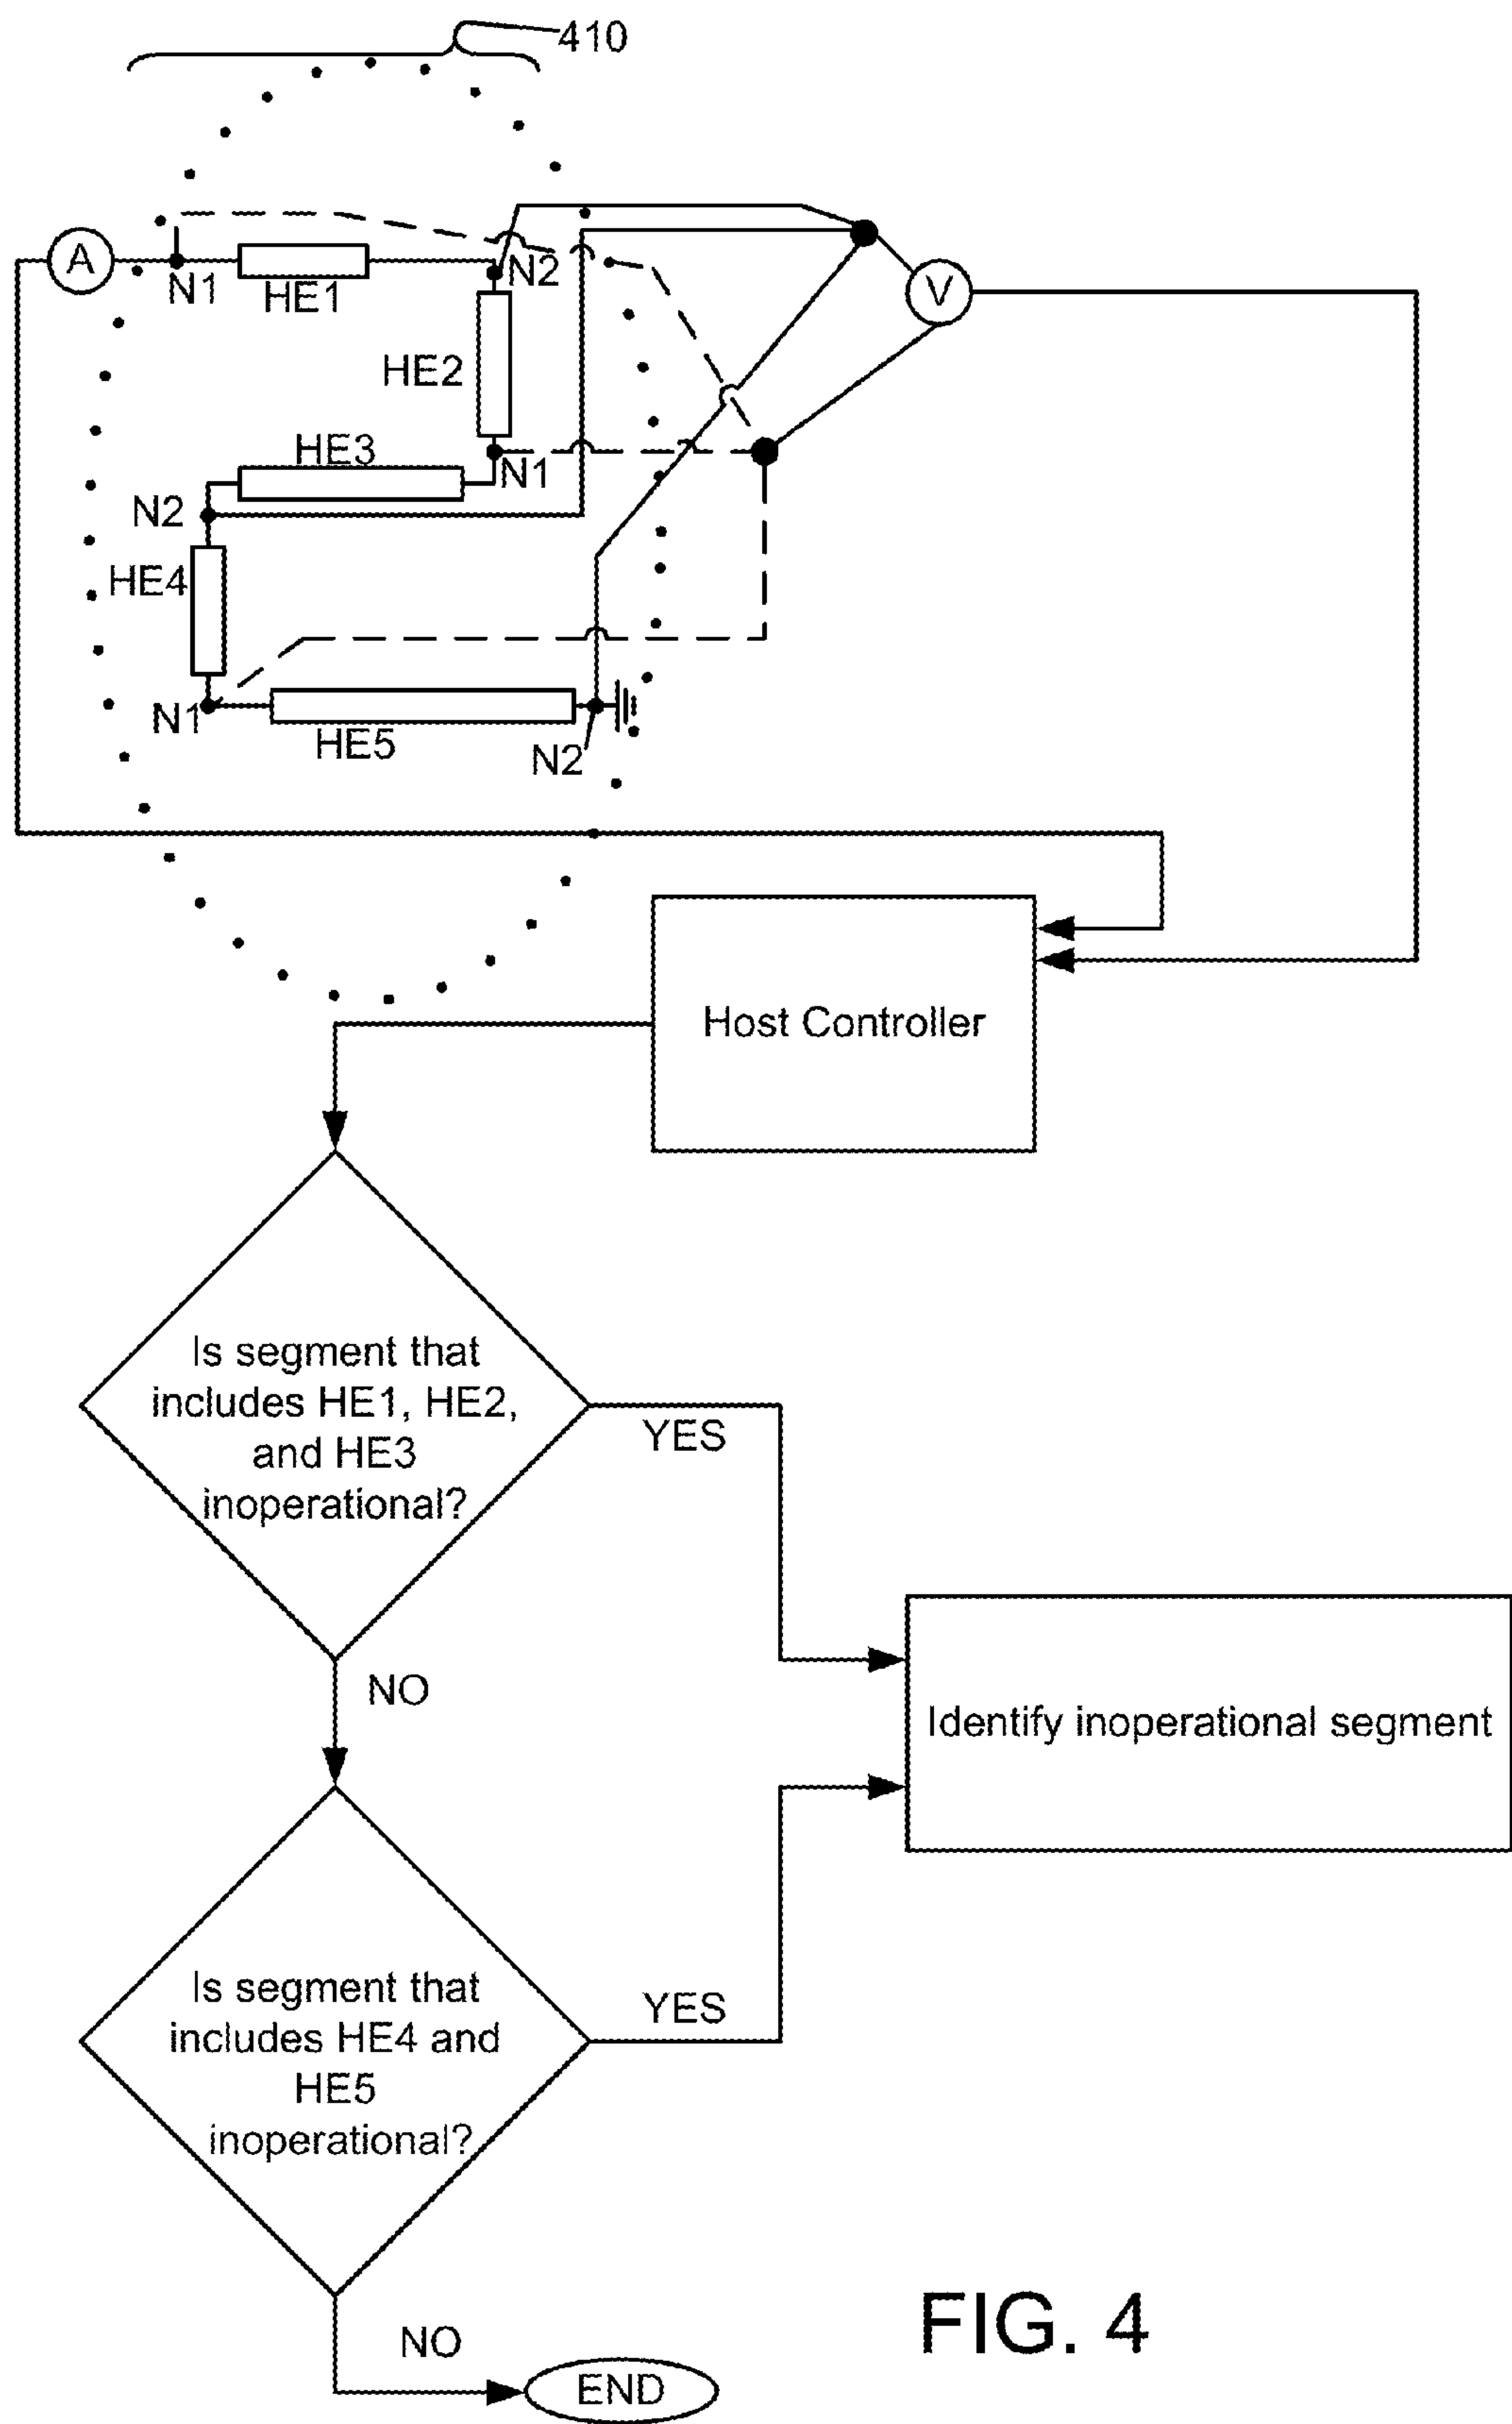 410
A
N1
HE1
N2
V
HE2
HE3
N1
N2
HE4
N1
HE5
N2
Host Controller
Is segment that
includes HE1, HE2,
and HE3
inoperational?
YES
NO
Identify inoperational segment
Is segment that
includes HE4 and
HE5
inoperational?
YES
NO
END
FIG. 4